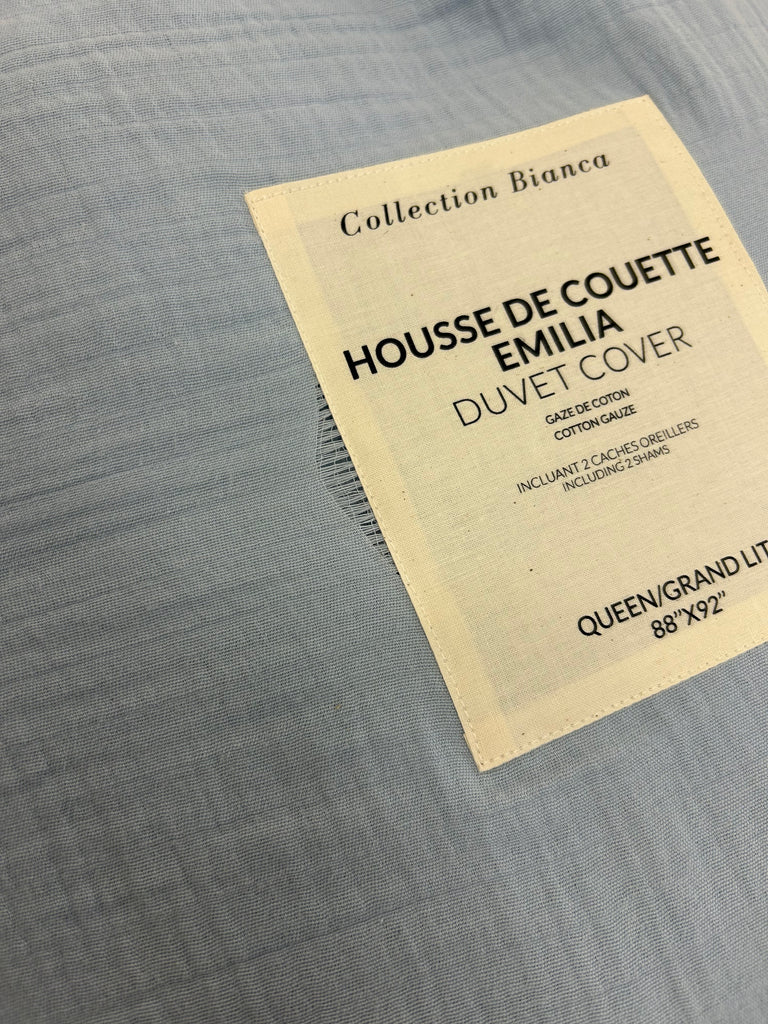 Collection Bianca
HOUSSE DE COUETTE
EMILIA
DUVET COVER
GAZE DE COTON
COTTON GAUZE
INCLUANT 2 CACHES OREILLERS
INCLUDING 2 SHAMS
QUEEN/GRAND LIT
88”X92”